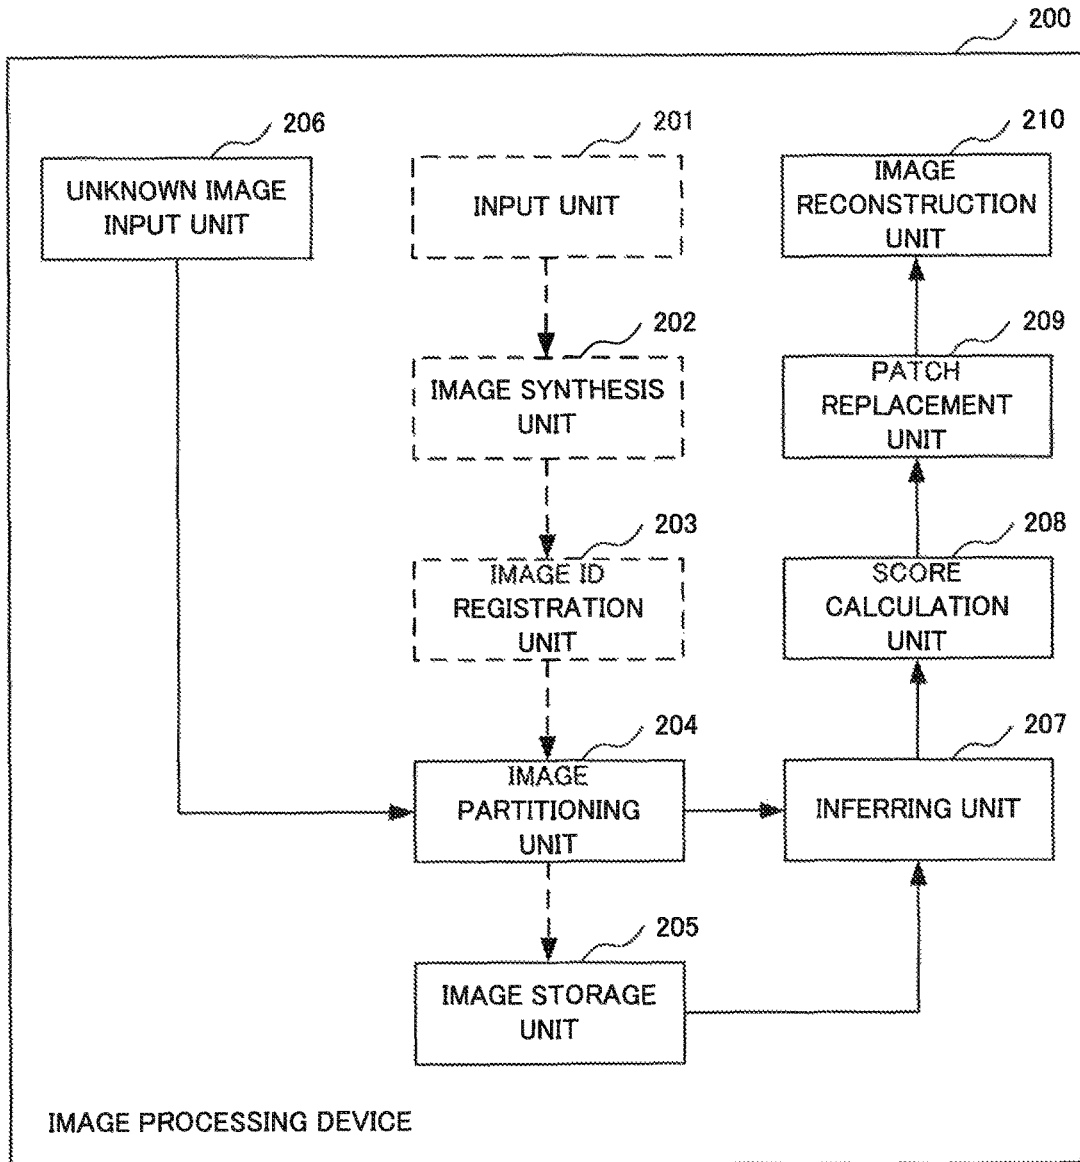 200
206
UNKNOWN IMAGE
INPUT UNIT
201
INPUT UNIT
210
IMAGE
RECONSTRUCTION
UNIT
202
IMAGE SYNTHESIS
UNIT
209
PATCH
REPLACEMENT
UNIT
203
IMAGE ID
REGISTRATION
UNIT
208
SCORE
CALCULATION
UNIT
204
IMAGE
PARTITIONING
UNIT
207
INFERRING UNIT
205
IMAGE STORAGE
UNIT
IMAGE PROCESSING DEVICE